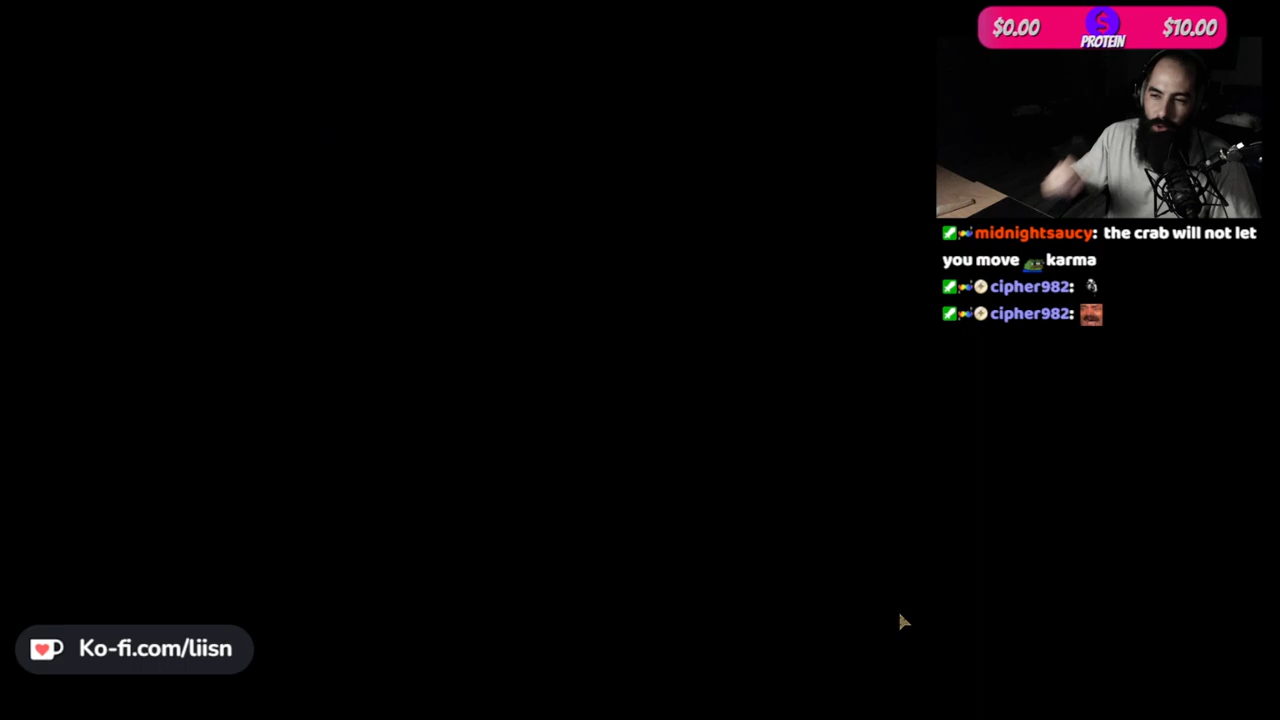 $0.00 $10.00
PROTEIN
midnightsaucy: the crab will not let
you move karma
cipher982:
cipher982:
Ko-fi.com/liisn